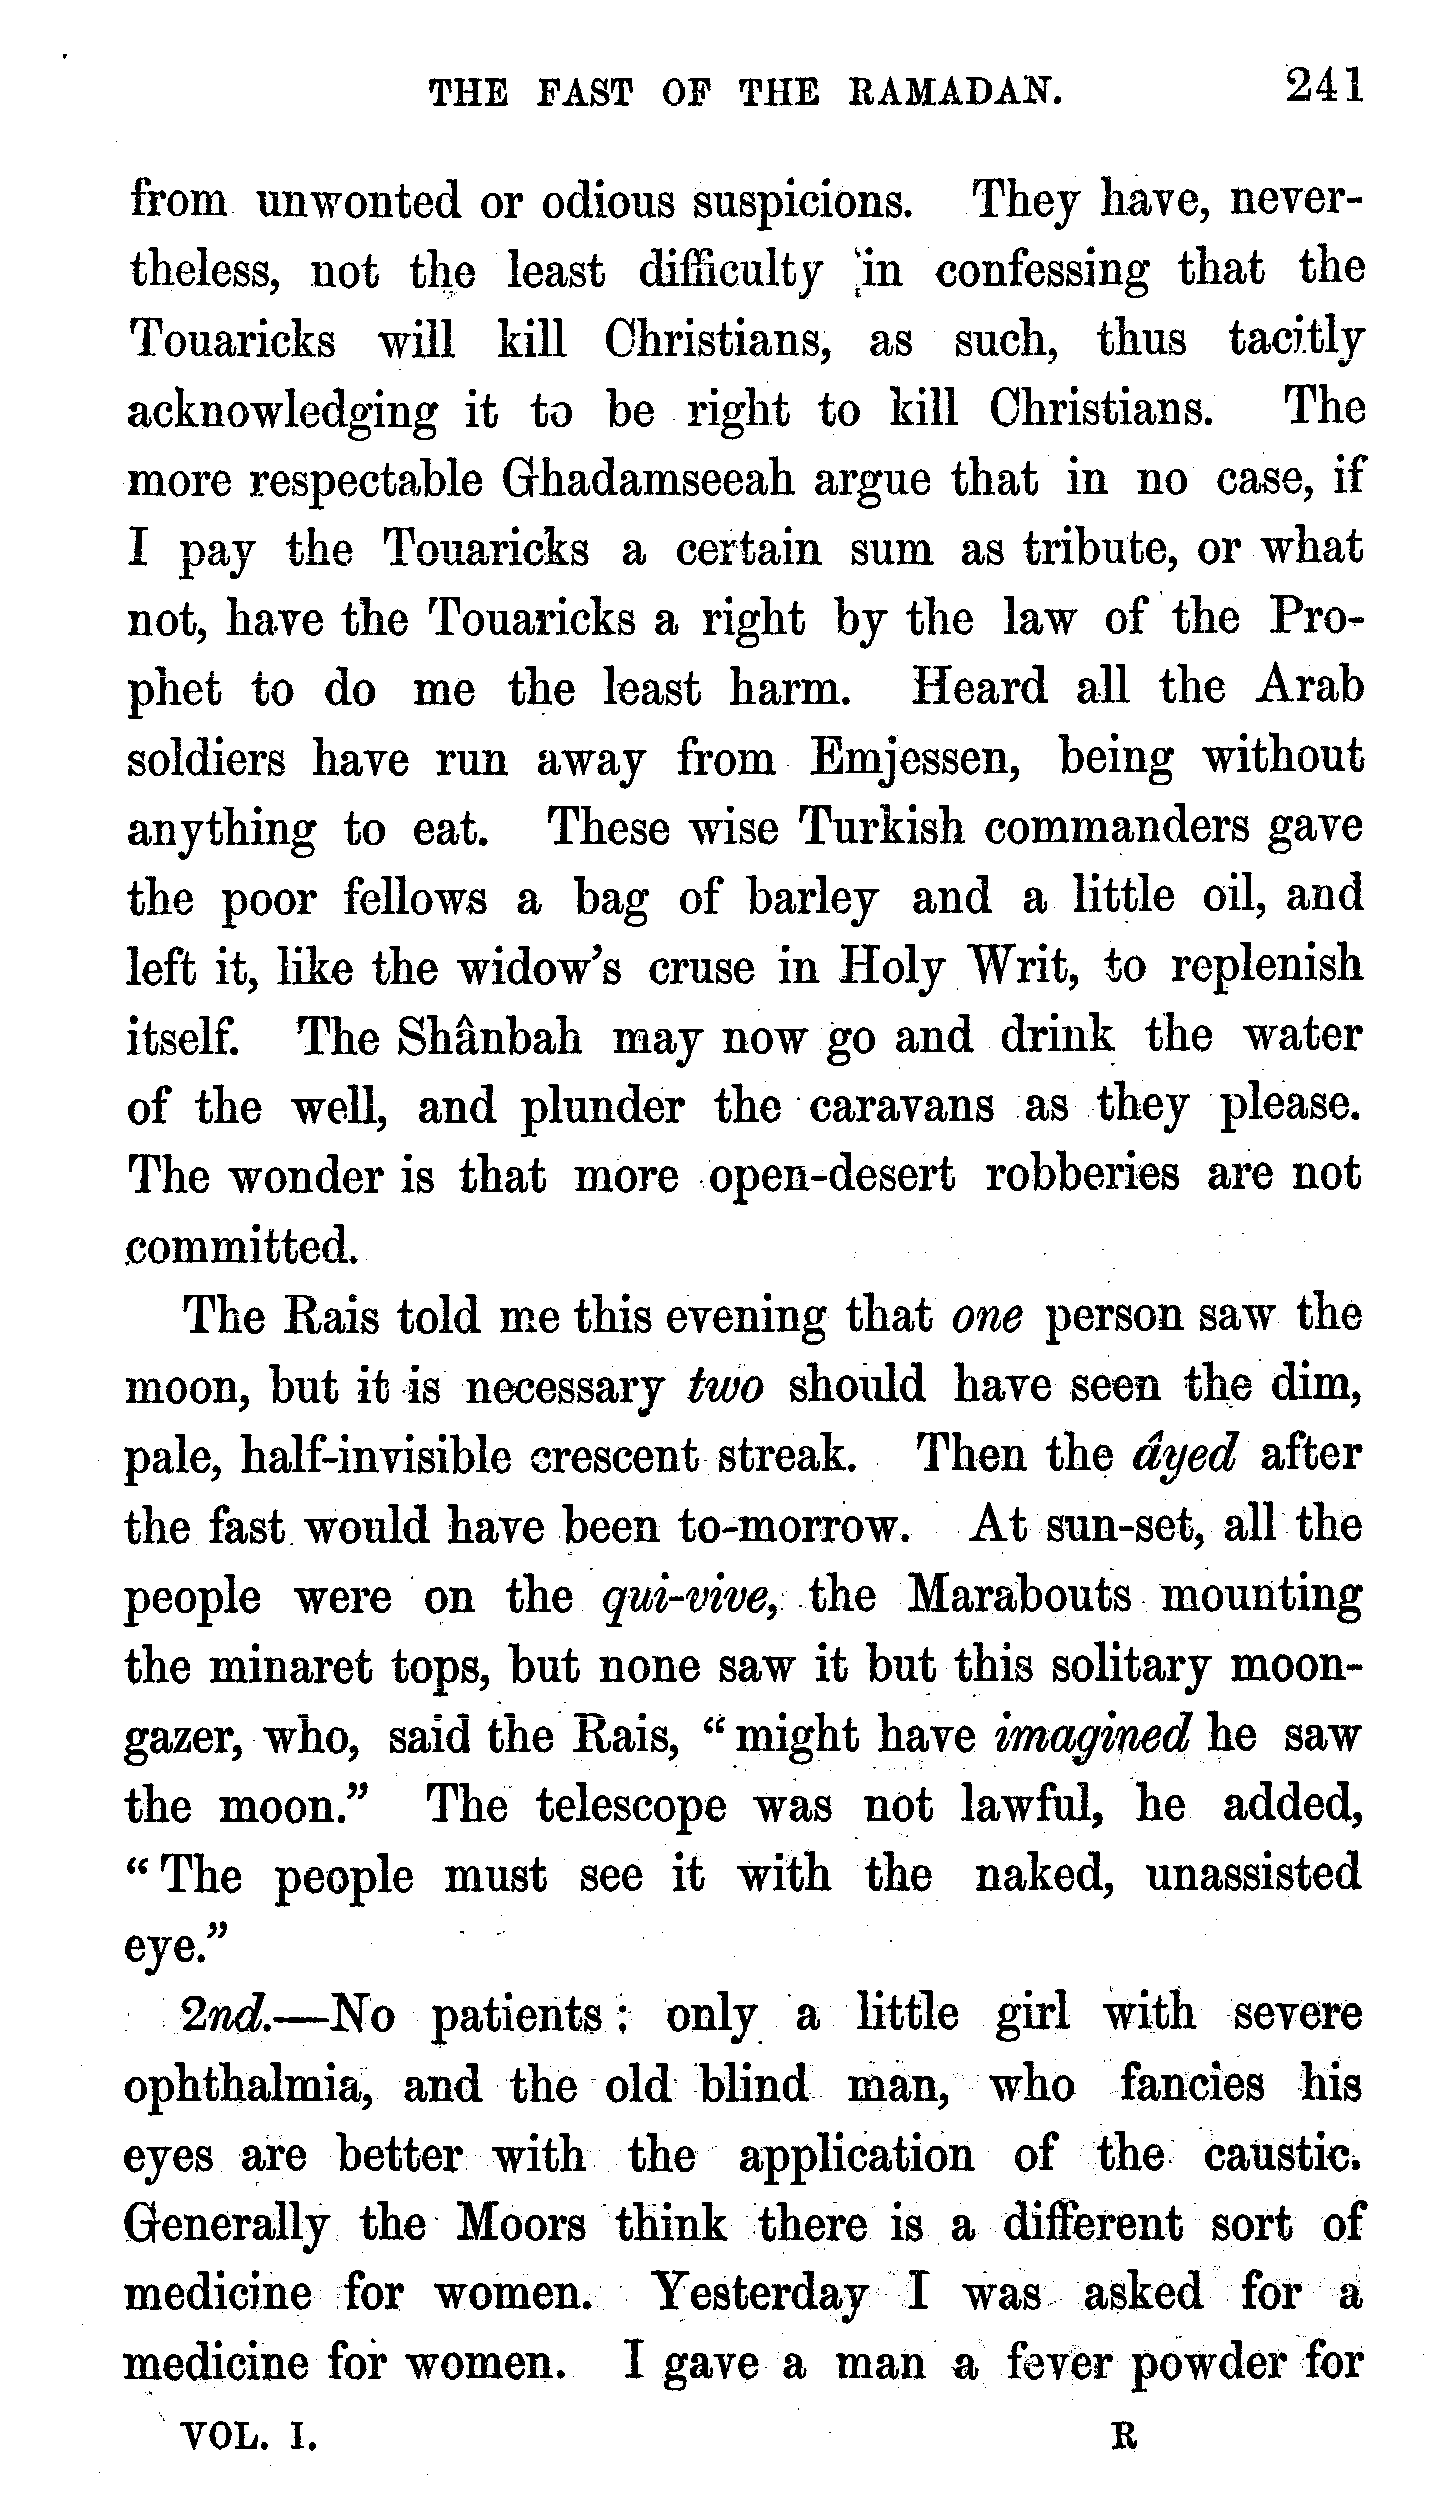 THE FAST OF THE RAMADAN. 241
from unwonted or odious suspicions. They have, never-
theless, not the least difficulty in confessing that the
Touaricks will kill Christians, as such, thus tacitly
acknowledging it to be right to kill Christians. The
more respectable Ghadamseeah argue that in no case, if
I pay the Touaricks a certain sum as tribute, or what
not, have the Touaricks a right by the law of the Pro-
phet to do me the least harm. Heard all the Arab
soldiers have run away from Emjessen, being without
anything to eat. These wise Turkish commanders gave
the poor fellows a bag of barley and a little oil, and
left it, like the widow's cruse in Holy Writ, to replenish
itself. The Shânbah may now go and drink the water
of the well, and plunder the caravans as they please.
The wonder is that more open-desert robberies are not
committed.
The Rais told me this evening that one person saw the
moon, but it is necessary two should have seen the dim,
pale, half-invisible crescent streak. Then the âyed after
the fast would have been to-morrow. At sun-set, all the
people were on the qui-vive, the Marabouts mounting
the minaret tops, but none saw it but this solitary moon-
gazer, who, said the Rais, "might have imagined he saw
the moon." The telescope was not lawful, he added,
"The people must see it with the naked, unassisted
eye."
2nd.—No patients: only a little girl with severe
ophthalmia, and the old blind man, who fancies his
eyes are better with the application of the caustic.
Generally the Moors think there is a different sort of
medicine for women. Yesterday I was asked for a
medicine for women. I gave a man a fever powder for
VOL. I. R